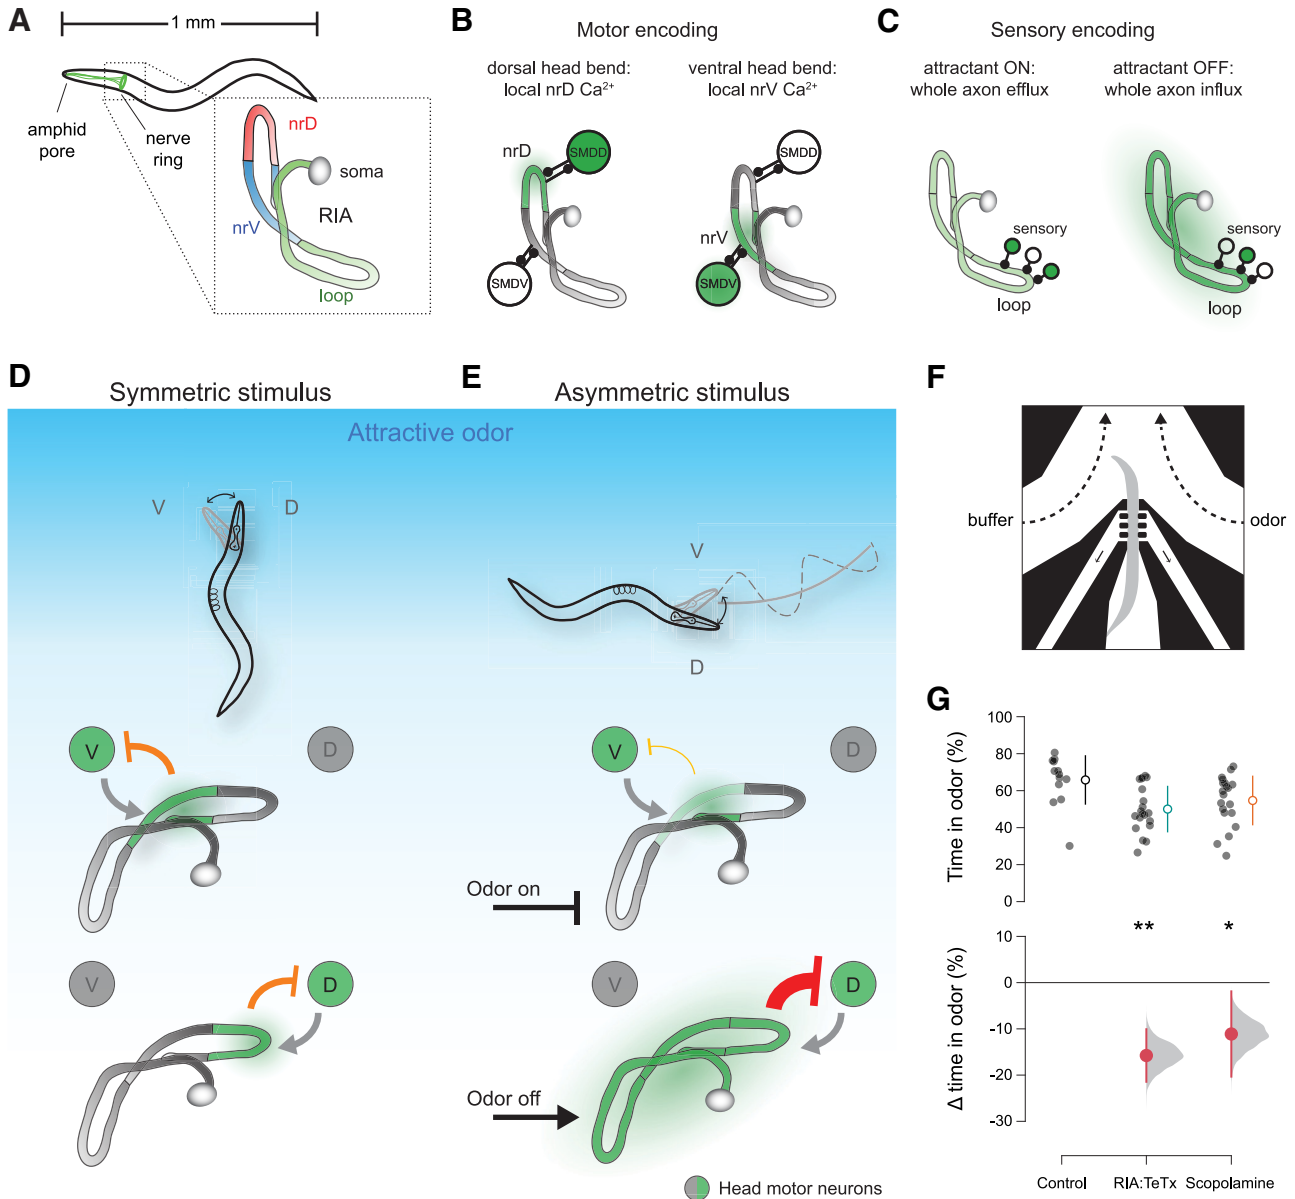 A
1 mm
amphid
pore
nerve
ring
nrD
soma
RIA
nrV
loop
B
Motor encoding
dorsal head bend:
local nrD Ca²⁺
ventral head bend:
local nrV Ca²⁺
nrD
SMDD
SMDV
SMDD
nrV
SMDV
C
Sensory encoding
attractant ON:
whole axon efflux
attractant OFF:
whole axon influx
sensory
loop
sensory
loop
D
Symmetric stimulus
E
Asymmetric stimulus
Attractive odor
V
D
V
D
V
D
V
D
Odor on
V
D
V
D
Odor off
Head motor neurons
F
buffer
odor
G
Time in odor (%)
100
80
60
40
20
0
**
*
Δ time in odor (%)
10
0
-10
-20
-30
Control
RIA:TeTx
Scopolamine